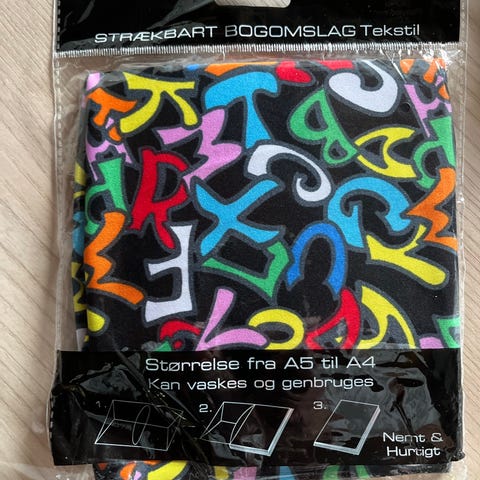 STRÆKBART BOGOMSLAG Tekstil
Størrelse fra A5 til A4
Kan vaskes og genbruges
1. 2. 3.
Nemt &
Hurtigt